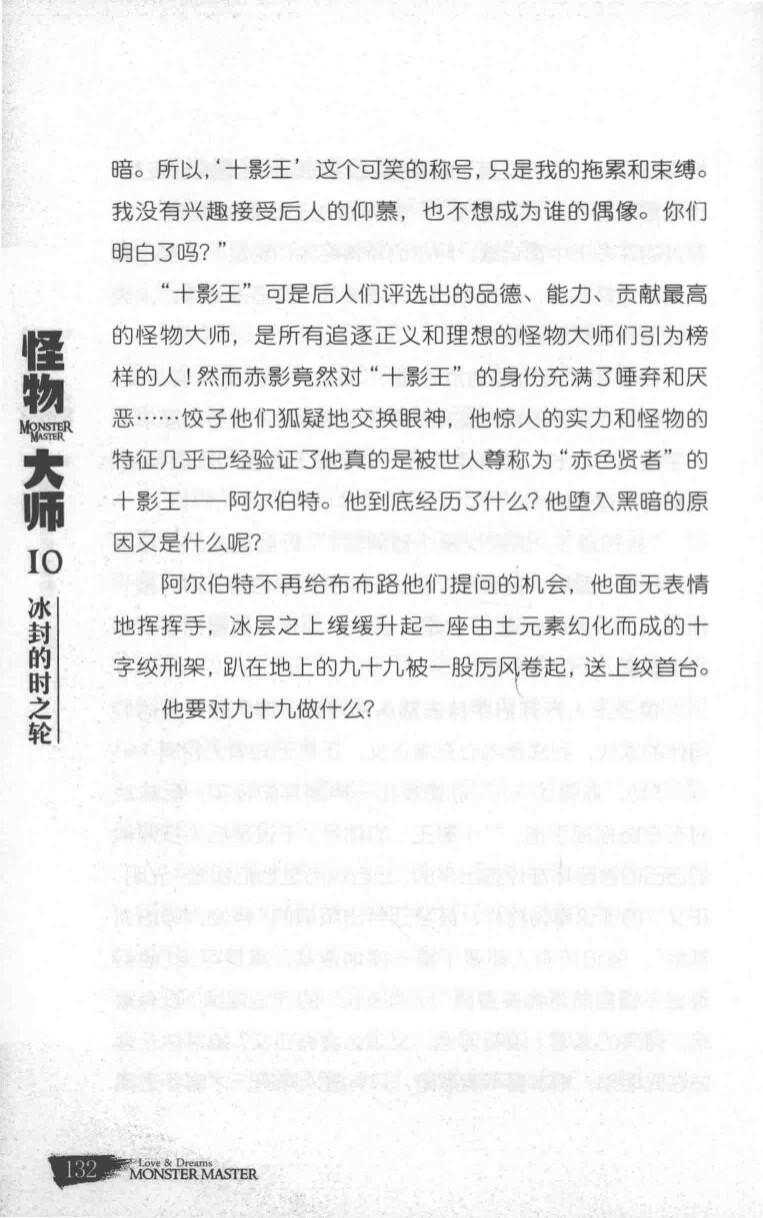 暗。所以，‘十影王’这个可笑的称号，只是我的拖累和束缚。
我没有兴趣接受后人的仰慕，也不想成为谁的偶像。你们
明白了吗？”
“十影王”可是后人们评选出的品德、能力、贡献最高
的怪物大师，是所有追逐正义和理想的怪物大师们引为榜
样的人！然而赤影竟然对“十影王”的身份充满了唾弃和厌
恶……饺子他们狐疑地交换眼神，他惊人的实力和怪物的
特征几乎已经验证了他真的是被世人尊称为“赤色贤者”的
十影王——阿尔伯特。他到底经历了什么？他堕入黑暗的原
因又是什么呢？
阿尔伯特不再给布布路他们提问的机会，他面无表情
地挥挥手，冰层之上缓缓升起一座由土元素幻化而成的十
字绞刑架，趴在地上的九十九被一股厉风卷起，送上绞首台。
他要对九十九做什么？
怪物
MONSTER
MASTER
大师
10
冰封的时之轮
132
Love & Dreams
MONSTER MASTER